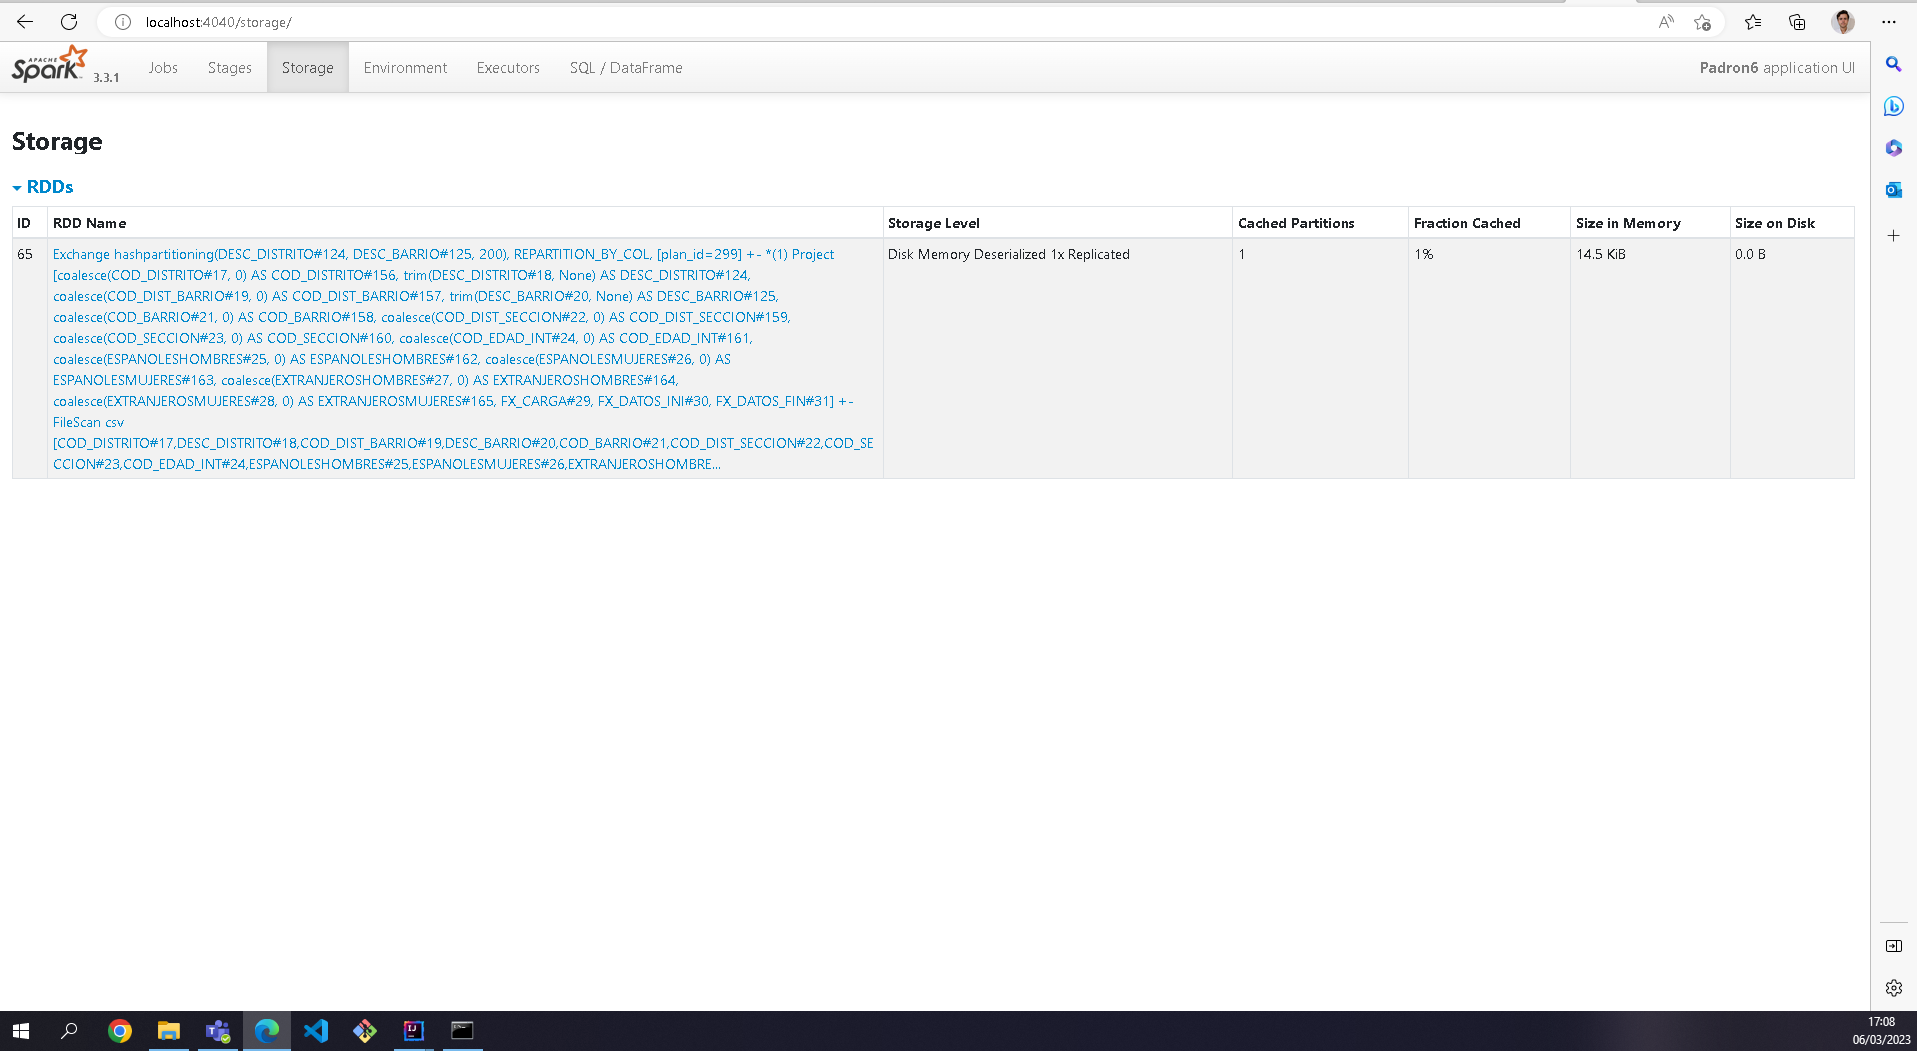 localhost:4040/storage/
APACHE
Spark 3.3.1 Jobs Stages Storage Environment Executors SQL / DataFrame Padron6 application UI
Storage
RDDs
ID RDD Name Storage Level Cached Partitions Fraction Cached Size in Memory Size on Disk
65 Exchange hashpartitioning(DESC_DISTRITO#124, DESC_BARRIO#125, 200), REPARTITION_BY_COL, [plan_id=299] +- *(1) Project Disk Memory Deserialized 1x Replicated 1 1% 14.5 KiB 0.0 B
[coalesce(COD_DISTRITO#17, 0) AS COD_DISTRITO#156, trim(DESC_DISTRITO#18, None) AS DESC_DISTRITO#124,
coalesce(COD_DIST_BARRIO#19, 0) AS COD_DIST_BARRIO#157, trim(DESC_BARRIO#20, None) AS DESC_BARRIO#125,
coalesce(COD_BARRIO#21, 0) AS COD_BARRIO#158, coalesce(COD_DIST_SECCION#22, 0) AS COD_DIST_SECCION#159,
coalesce(COD_SECCION#23, 0) AS COD_SECCION#160, coalesce(COD_EDAD_INT#24, 0) AS COD_EDAD_INT#161,
coalesce(ESPANOLESHOMBRES#25, 0) AS ESPANOLESHOMBRES#162, coalesce(ESPANOLESMUJERES#26, 0) AS
ESPANOLESMUJERES#163, coalesce(EXTRANJEROSHOMBRES#27, 0) AS EXTRANJEROSHOMBRES#164,
coalesce(EXTRANJEROSMUJERES#28, 0) AS EXTRANJEROSMUJERES#165, FX_CARGA#29, FX_DATOS_INI#30, FX_DATOS_FIN#31] +-
FileScan csv
[COD_DISTRITO#17,DESC_DISTRITO#18,COD_DIST_BARRIO#19,DESC_BARRIO#20,COD_BARRIO#21,COD_DIST_SECCION#22,COD_SE
CCION#23,COD_EDAD_INT#24,ESPANOLESHOMBRES#25,ESPANOLESMUJERES#26,EXTRANJEROSHOMBRE...
17:08
06/03/2023